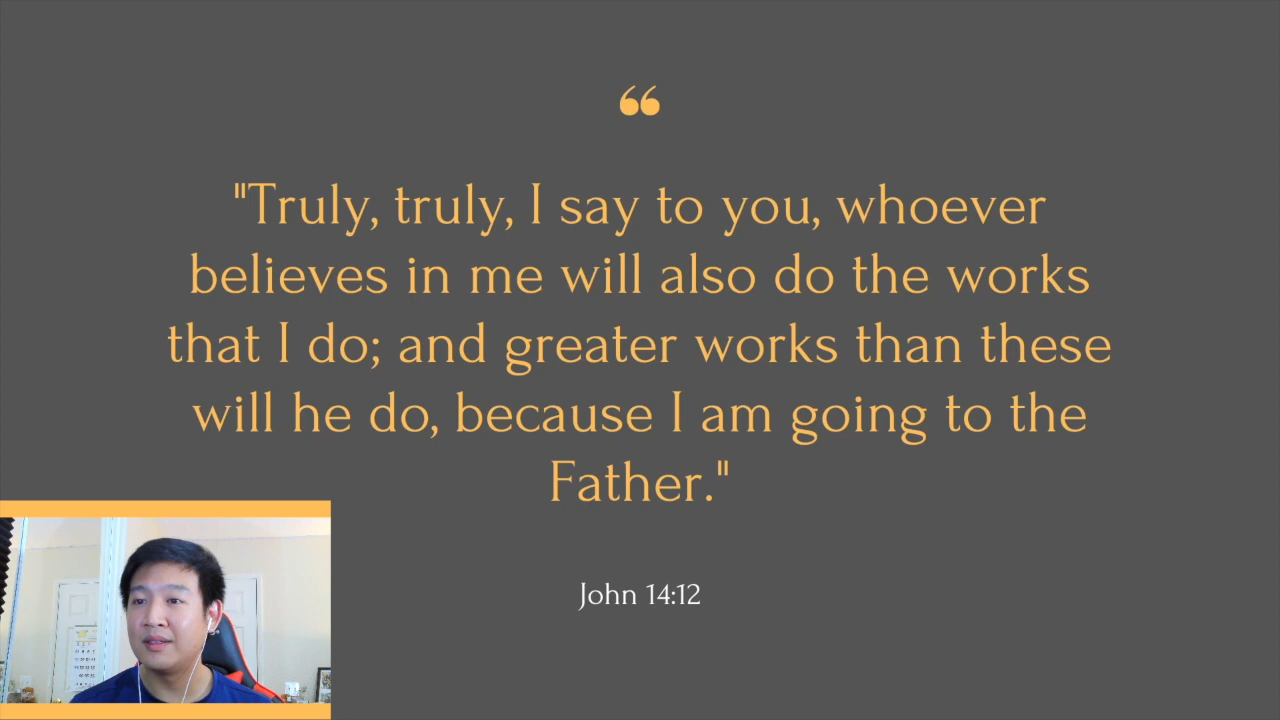 ❝
"Truly, truly, I say to you, whoever
believes in me will also do the works
that I do; and greater works than these
will he do, because I am going to the
Father."
John 14:12